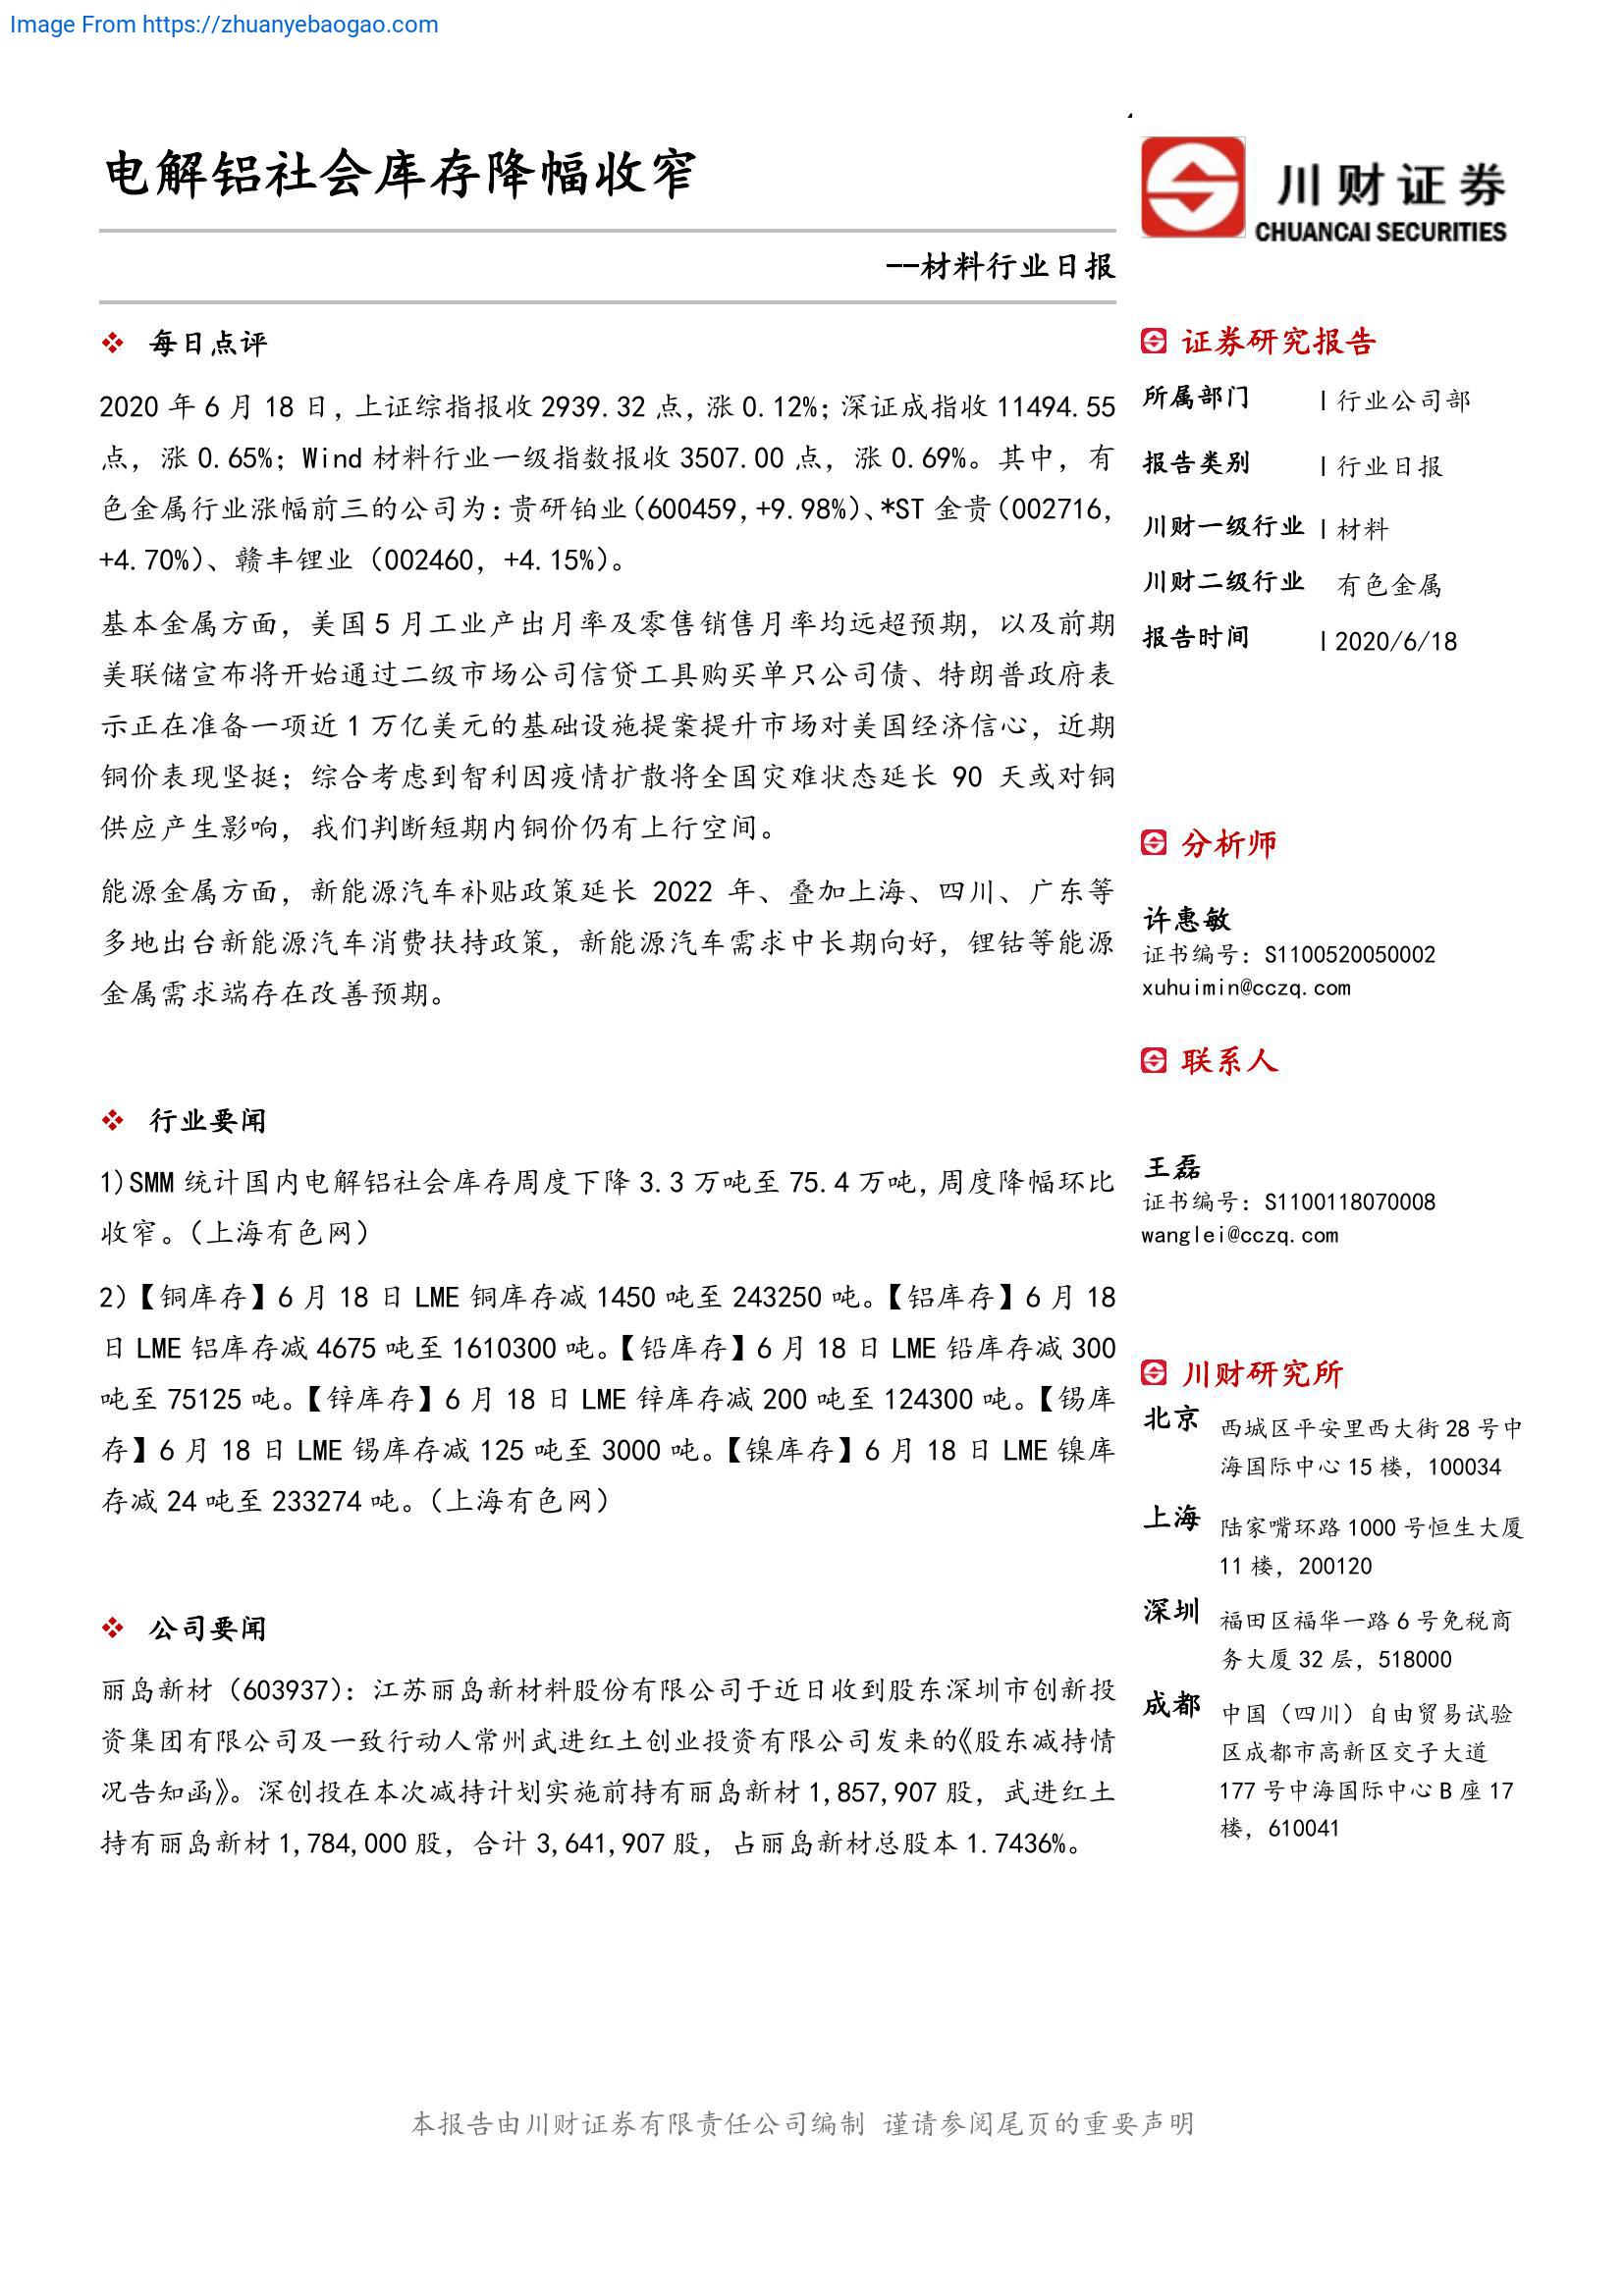 Image From https://zhuanyebaogao.com
电解铝社会库存降幅收窄
——材料行业日报
❖ 每日点评
2020 年 6 月 18 日，上证综指报收 2939.32 点，涨 0.12%；深证成指收 11494.55
点，涨 0.65%；Wind 材料行业一级指数报收 3507.00 点，涨 0.69%。其中，有
色金属行业涨幅前三的公司为：贵研铂业（600459，+9.98%）、*ST 金贵（002716，
+4.70%）、赣丰锂业（002460，+4.15%）。
基本金属方面，美国 5 月工业产出月率及零售销售月率均远超预期，以及前期
美联储宣布将开始通过二级市场公司信贷工具购买单只公司债、特朗普政府表
示正在准备一项近 1 万亿美元的基础设施提案提升市场对美国经济信心，近期
铜价表现坚挺；综合考虑到智利因疫情扩散将全国灾难状态延长 90 天或对铜
供应产生影响，我们判断短期内铜价仍有上行空间。
能源金属方面，新能源汽车补贴政策延长 2022 年、叠加上海、四川、广东等
多地出台新能源汽车消费扶持政策，新能源汽车需求中长期向好，锂钴等能源
金属需求端存在改善预期。
❖ 行业要闻
1）SMM 统计国内电解铝社会库存周度下降 3.3 万吨至 75.4 万吨，周度降幅环比
收窄。（上海有色网）
2）【铜库存】6 月 18 日 LME 铜库存减 1450 吨至 243250 吨。【铝库存】6 月 18
日 LME 铝库存减 4675 吨至 1610300 吨。【铅库存】6 月 18 日 LME 铅库存减 300
吨至 75125 吨。【锌库存】6 月 18 日 LME 锌库存减 200 吨至 124300 吨。【锡库
存】6 月 18 日 LME 锡库存减 125 吨至 3000 吨。【镍库存】6 月 18 日 LME 镍库
存减 24 吨至 233274 吨。（上海有色网）
❖ 公司要闻
丽岛新材（603937）：江苏丽岛新材料股份有限公司于近日收到股东深圳市创新投
资集团有限公司及一致行动人常州武进红土创业投资有限公司发来的《股东减持情
况告知函》。深创投在本次减持计划实施前持有丽岛新材 1,857,907 股，武进红土
持有丽岛新材 1,784,000 股，合计 3,641,907 股，占丽岛新材总股本 1.7436%。
川财证券
CHUANCAI SECURITIES
证券研究报告
所属部门 | 行业公司部
报告类别 | 行业日报
川财一级行业 | 材料
川财二级行业 有色金属
报告时间 | 2020/6/18
分析师
许惠敏
证书编号：S1100520050002
xuhuimin@cczq.com
联系人
王磊
证书编号：S1100118070008
wanglei@cczq.com
川财研究所
北京 西城区平安里西大街 28 号中
海国际中心 15 楼，100034
上海 陆家嘴环路 1000 号恒生大厦
11 楼，200120
深圳 福田区福华一路 6 号免税商
务大厦 32 层，518000
成都 中国（四川）自由贸易试验
区成都市高新区交子大道
177 号中海国际中心 B 座 17
楼，610041
本报告由川财证券有限责任公司编制 谨请参阅尾页的重要声明